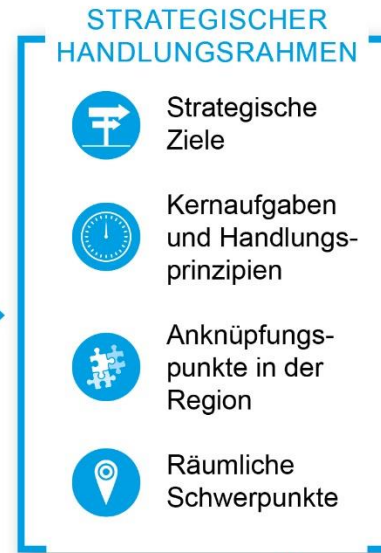 STRATEGISCHER
HANDLUNGSRAHMEN
Strategische
Ziele
Kernaufgaben
und Handlungs-
prinzipien
Anknüpfungs-
punkte in der
Region
Räumliche
Schwerpunkte